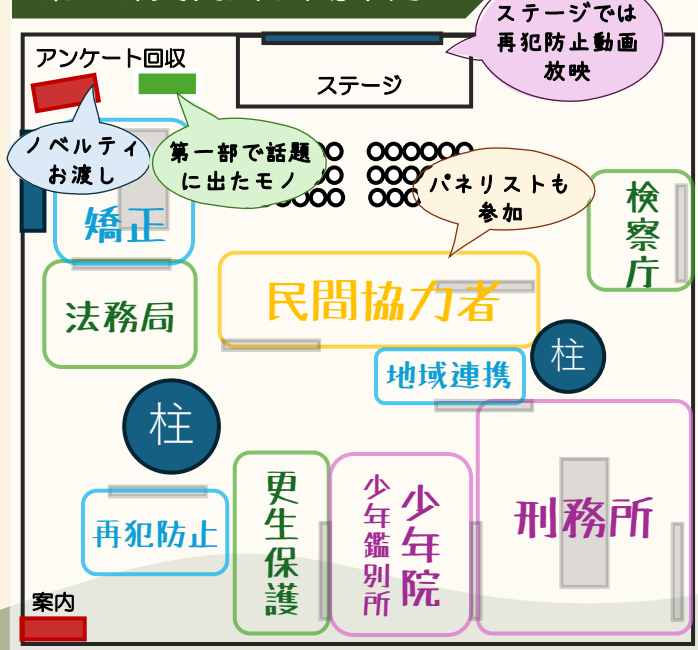 ステージでは
再犯防止動画
放映
アンケート回収
ステージ
ノベルティ
お渡し
第一部で話題
に出たモノ
パネリストも
参加
検察庁
矯正
法務局
民間協力者
地域連携
柱
柱
再犯防止
更生保護
少年鑑別所
少年院
刑務所
案内